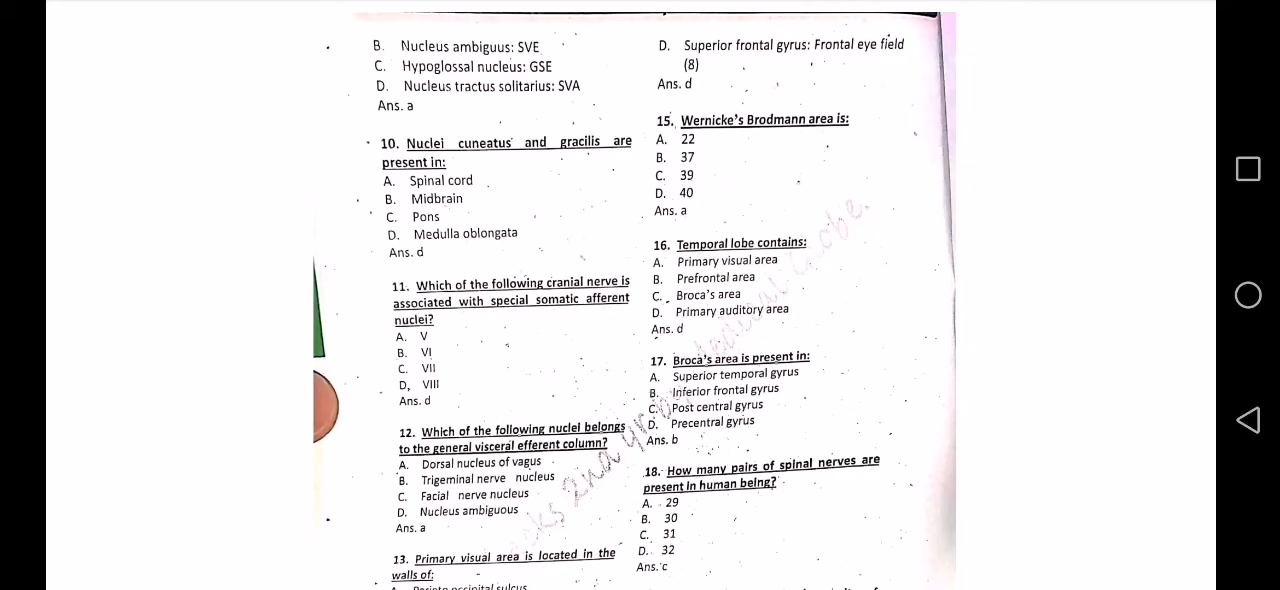 B. Nucleus ambiguus: SVE
C. Hypoglossal nucleus: GSE
D. Nucleus tractus solitarius: SVA
Ans. a
10. Nuclei cuneatus and gracilis are
present in:
A. Spinal cord
B. Midbrain
C. Pons
D. Medulla oblongata
Ans. d
11. Which of the following cranial nerve is
associated with special somatic afferent
nuclei?
A. V
B. VI
C. VII
D, VIII
Ans. d
12. Which of the following nuclei belongs
to the general visceral efferent column?
A. Dorsal nucleus of vagus
B. Trigeminal nerve nucleus
C. Facial nerve nucleus
D. Nucleus ambiguous
Ans. a
13. Primary visual area is located in the
walls of:
D. Superior frontal gyrus: Frontal eye field
(8)
Ans. d
15. Wernicke's Brodmann area is:
A. 22
B. 37
C. 39
D. 40
Ans. a
16. Temporal lobe contains:
A. Primary visual area
B. Prefrontal area
C. Broca's area
D. Primary auditory area
Ans. d
17. Broca's area is present in:
A. Superior temporal gyrus
B. Inferior frontal gyrus
C. Post central gyrus
D. Precentral gyrus
Ans. b
18. How many pairs of spinal nerves are
present in human being?
A. 29
B. 30
C. 31
D. 32
Ans. c